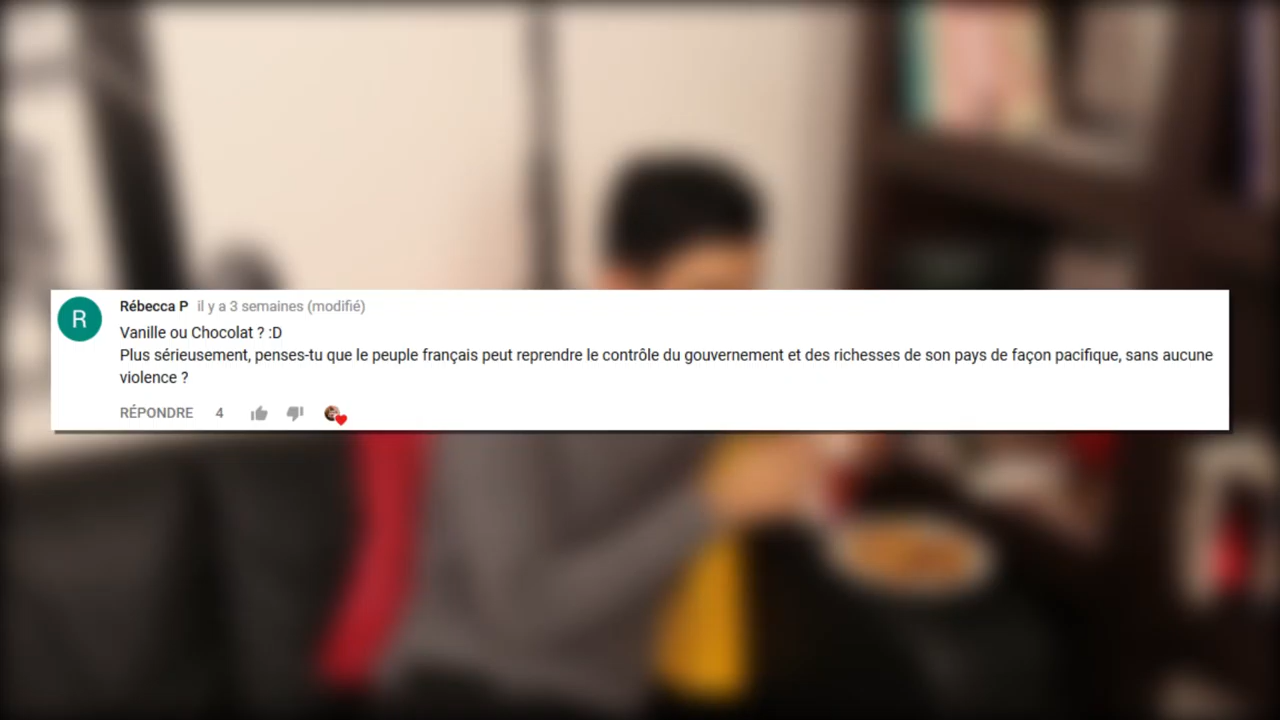 R
Rébecca P il y a 3 semaines (modifié)
Vanille ou Chocolat ? :D
Plus sérieusement, penses-tu que le peuple français peut reprendre le contrôle du gouvernement et des richesses de son pays de façon pacifique, sans aucune
violence ?
RÉPONDRE 4